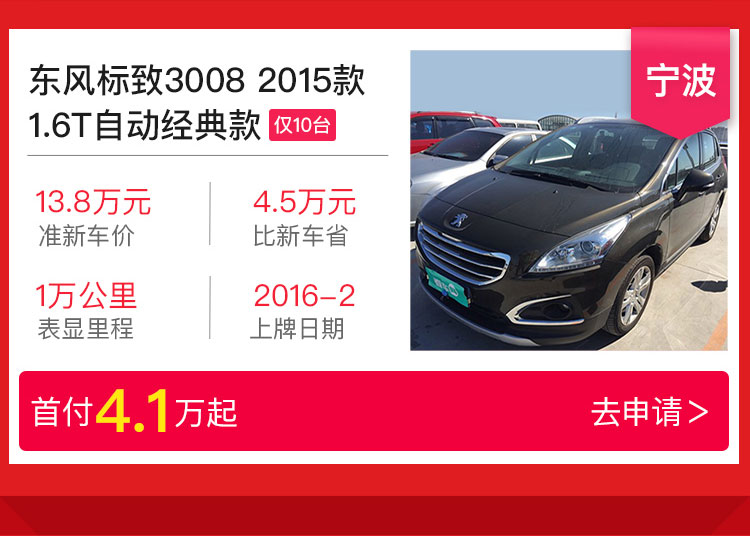 东风标致3008 2015款
1.6T自动经典款 仅10台
宁波
13.8万元
准新车价
4.5万元
比新车省
1万公里
表显里程
2016-2
上牌日期
首付4.1万起
去申请>